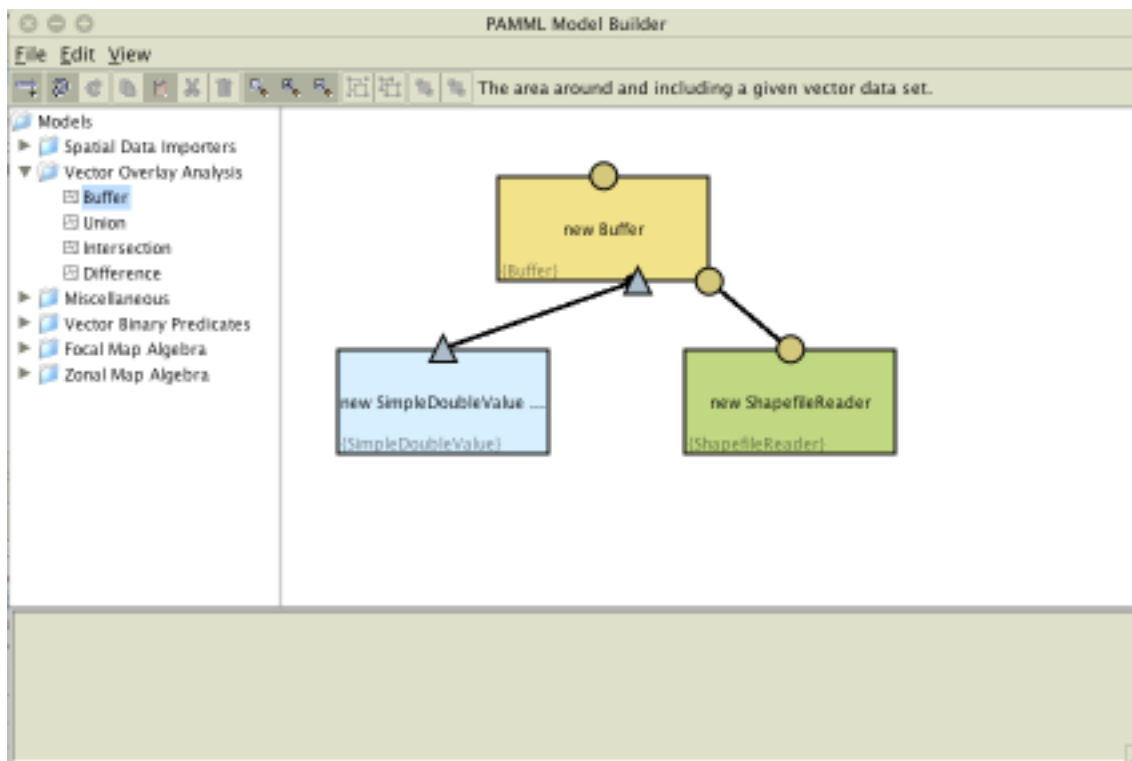 PAMML Model Builder
File Edit View
The area around and including a given vector data set.
Models
Spatial Data Importers
Vector Overlay Analysis
Buffer
Union
Intersection
Difference
Miscellaneous
Vector Binary Predicates
Focal Map Algebra
Zonal Map Algebra
new Buffer
{Buffer}
new SimpleDoubleValue ....
{SimpleDoubleValue}
new ShapefileReader
{ShapefileReader}